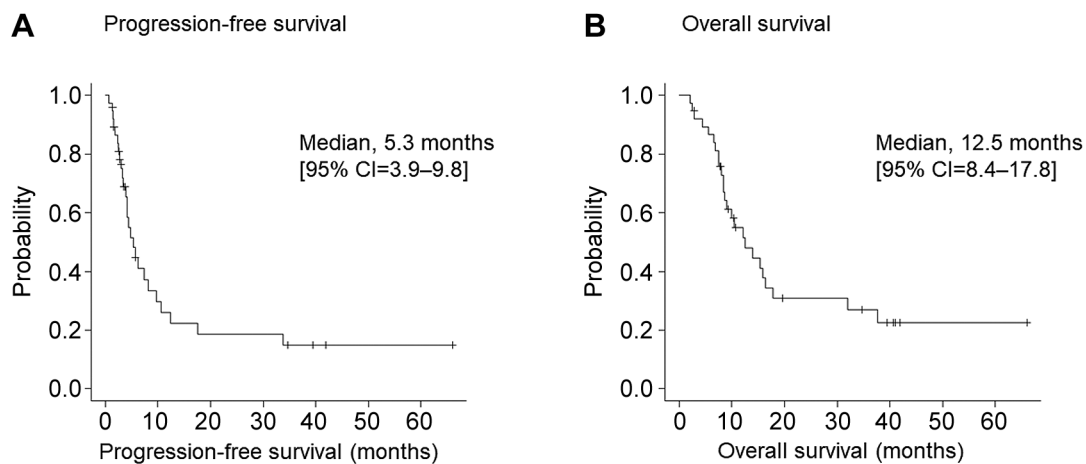 A Progression-free survival
Median, 5.3 months
[95% CI=3.9–9.8]
Probability
1.0
0.8
0.6
0.4
0.2
0.0
0 10 20 30 40 50 60
Progression-free survival (months)
B Overall survival
Median, 12.5 months
[95% CI=8.4–17.8]
Probability
1.0
0.8
0.6
0.4
0.2
0.0
0 10 20 30 40 50 60
Overall survival (months)